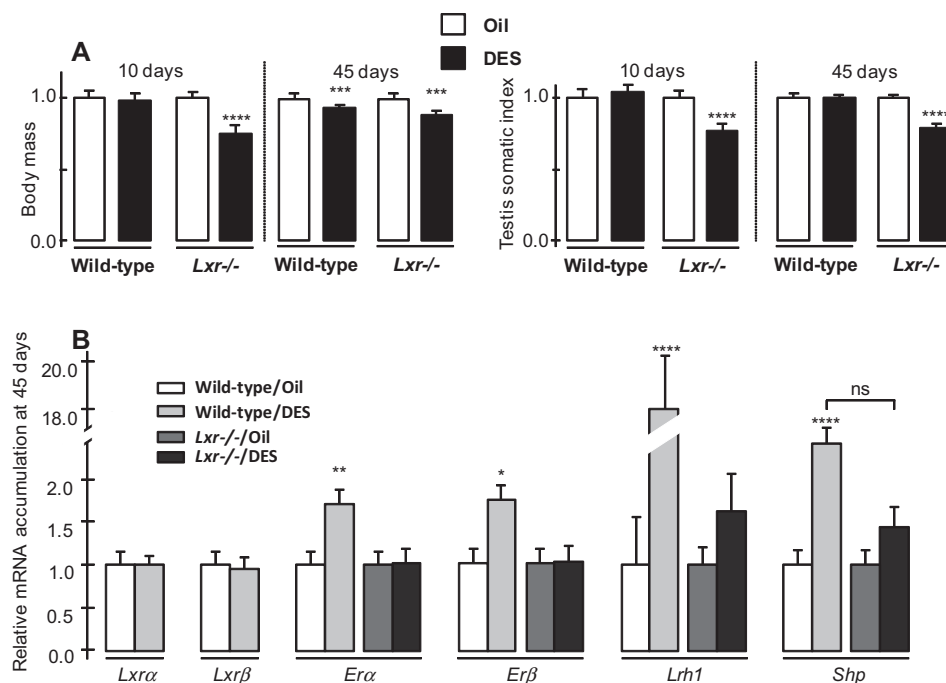 Oil
DES
A
10 days
45 days
10 days
45 days
Body mass
1.0
0.0
****
***
***
Wild-type
Lxr-/-
Wild-type
Lxr-/-
Testis somatic index
1.0
0.0
****
****
Wild-type
Lxr-/-
Wild-type
Lxr-/-
B
Relative mRNA accumulation at 45 days
20.0
18.0
2.0
1.5
1.0
0.5
0.0
Wild-type/Oil
Wild-type/DES
Lxr-/-/Oil
Lxr-/-/DES
**
*
****
****
ns
Lxrα
Lxrβ
Erα
Erβ
Lrh1
Shp